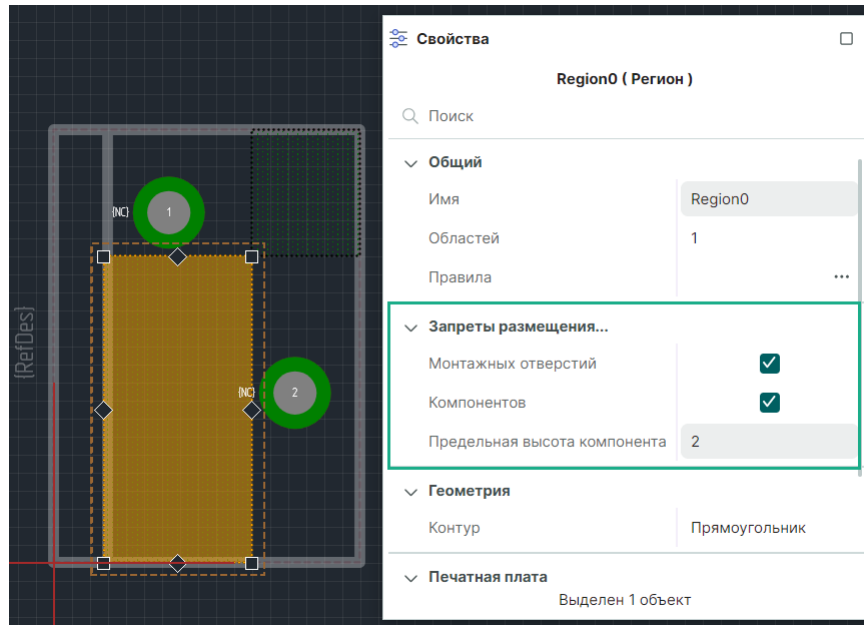 {NC}
1
{RefDes}
{NC}
2
Свойства
Region0 ( Регион )
Поиск
Общий
Имя Region0
Областей 1
Правила ...
Запреты размещения...
Монтажных отверстий
Компонентов
Предельная высота компонента 2
Геометрия
Контур Прямоугольник
Печатная плата
Выделен 1 объект